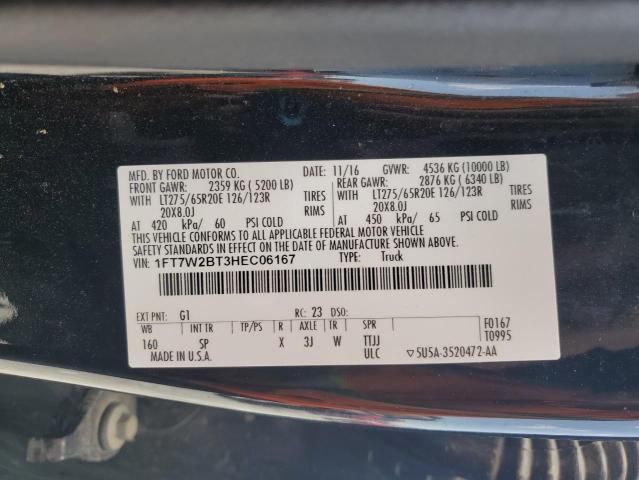 MFD. BY FORD MOTOR CO. DATE: 11/16 GVWR: 4536 KG (10000 LB)
FRONT GAWR: 2359 KG (5200 LB) REAR GAWR: 2876 KG (6340 LB)
WITH LT275/65R20E 126/123R TIRES WITH LT275/65R20E 126/123R TIRES
20X8.0J RIMS 20X8.0J RIMS
AT 420 kPa/ 60 PSI COLD AT 450 kPa/ 65 PSI COLD
THIS VEHICLE CONFORMS TO ALL APPLICABLE FEDERAL MOTOR
VEHICLE SAFETY AND THEFT PREVENTION STANDARDS IN EFFECT ON THE DATE OF MANUFACTURE SHOWN ABOVE.
VIN: 1FT7W2BT3HEC06167 TYPE: Truck
EXT PNT: G1 RC: 23 DSO: F0167
WB INT TR TP/PS R AXLE TR SPR T0995
160 SP X 3J W TTJJ
MADE IN U.S.A. ULC ▽5U5A-3520472-AA